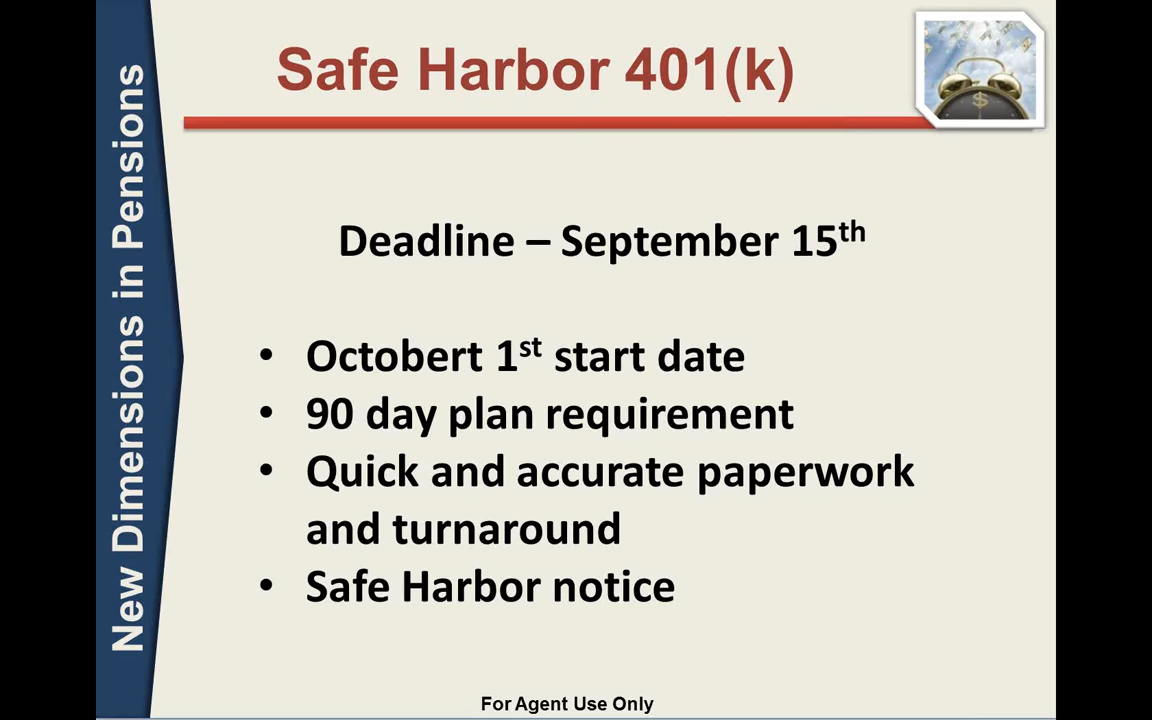 Safe Harbor 401(k)
New Dimensions in Pensions
$
Deadline – September 15th
• Octobert 1st start date
• 90 day plan requirement
• Quick and accurate paperwork
and turnaround
• Safe Harbor notice
For Agent Use Only